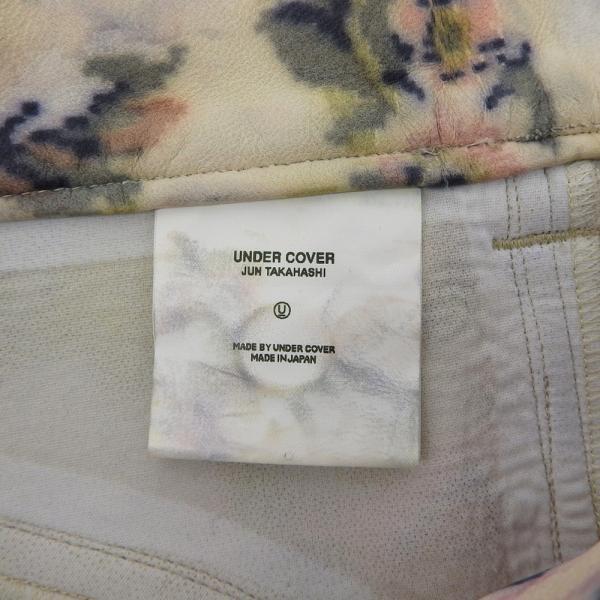 UNDER COVER
JUN TAKAHASHI
U
MADE BY UNDER COVER
MADE IN JAPAN